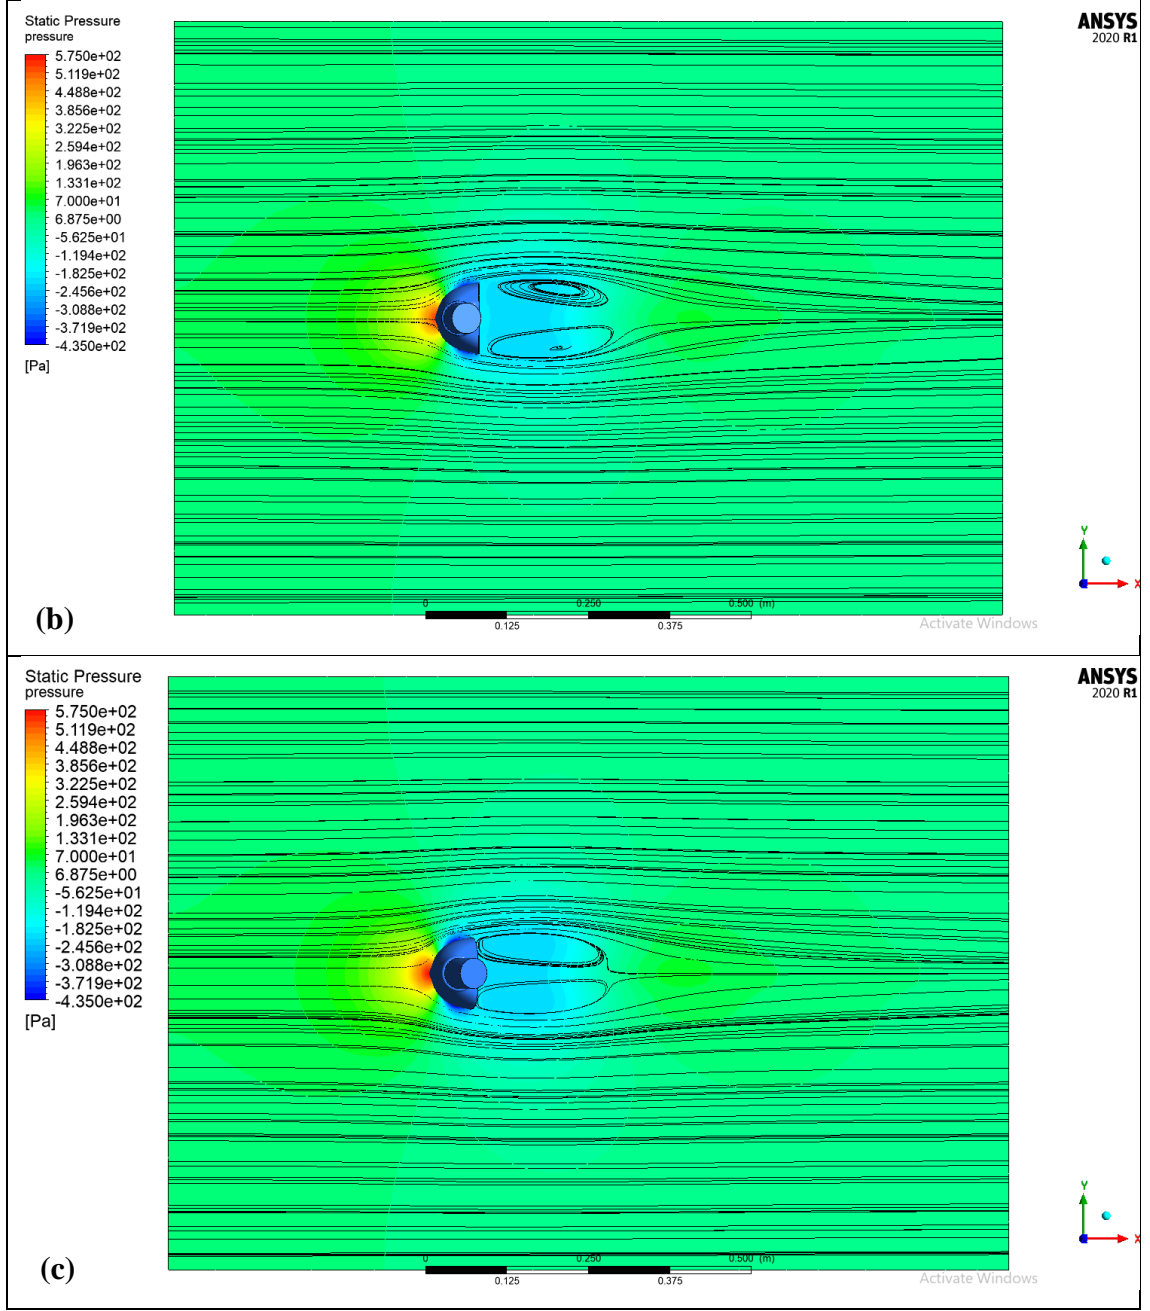 Static Pressure
pressure
5.750e+02
5.119e+02
4.488e+02
3.856e+02
3.225e+02
2.594e+02
1.963e+02
1.331e+02
7.000e+01
6.875e+00
-5.625e+01
-1.194e+02
-1.825e+02
-2.456e+02
-3.088e+02
-3.719e+02
-4.350e+02
[Pa]
ANSYS
2020 R1
Y
X
0 0.250 0.500 (m)
0.125 0.375
Activate Windows
(b)
Static Pressure
pressure
5.750e+02
5.119e+02
4.488e+02
3.856e+02
3.225e+02
2.594e+02
1.963e+02
1.331e+02
7.000e+01
6.875e+00
-5.625e+01
-1.194e+02
-1.825e+02
-2.456e+02
-3.088e+02
-3.719e+02
-4.350e+02
[Pa]
ANSYS
2020 R1
Y
X
0 0.250 0.500 (m)
0.125 0.375
Activate Windows
(c)